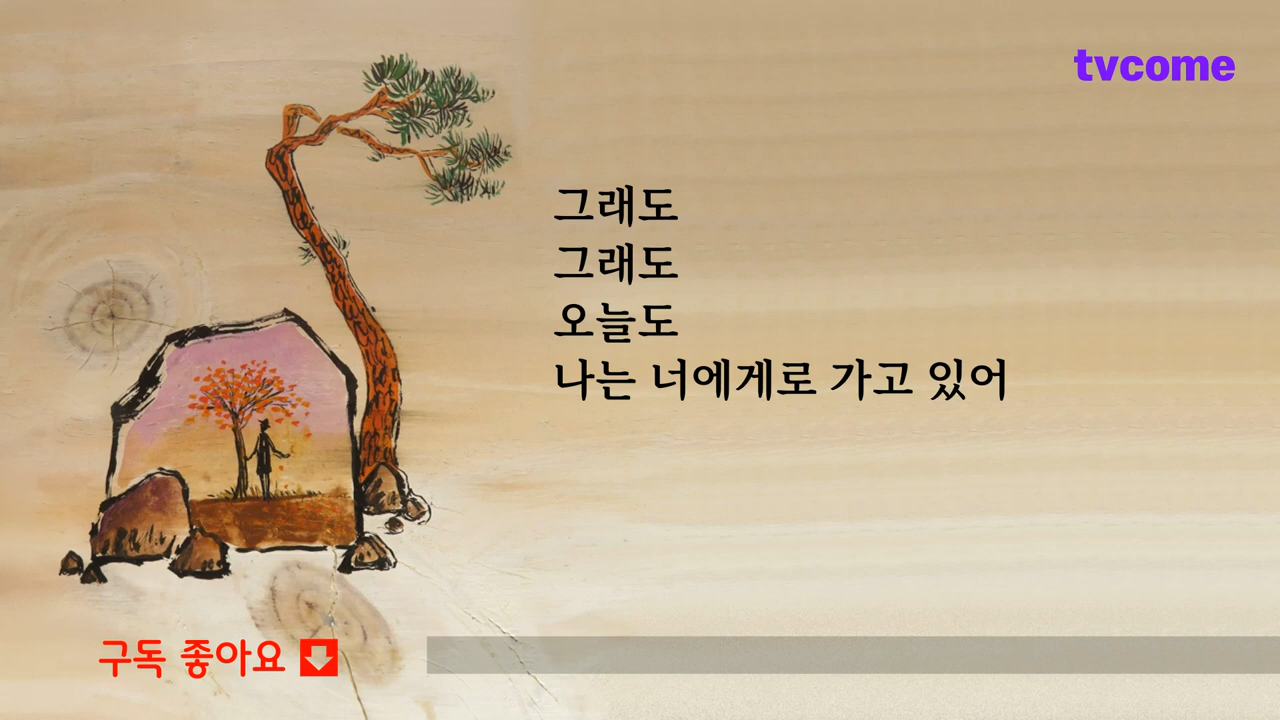 tvcome
그래도
그래도
오늘도
나는 너에게로 가고 있어
구독 좋아요